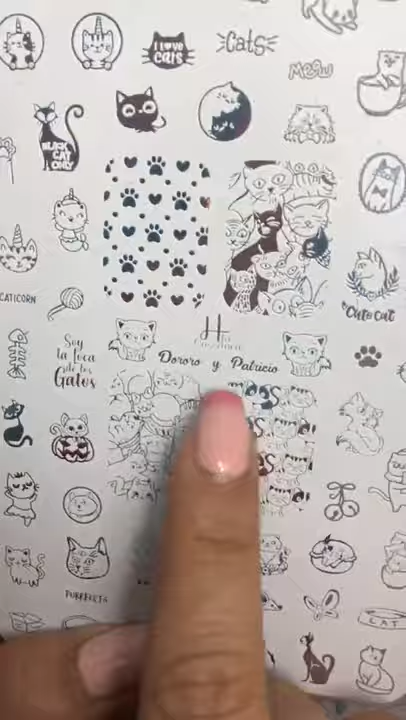 I LOVE
CATS
Cats
Meow
BLACK
CAT
ONLY
CATICORN
Cute cat
Soy
la loca
de los
Gatos
Dororo y Patricio
PURRFECTS
CAT